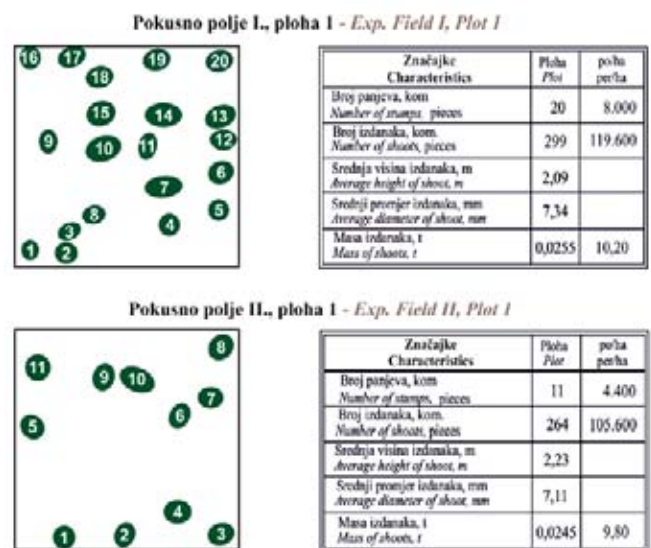 Pokusno polje I., ploha 1 - Exp. Field I, Plot 1
16 17 19 20
18
15 14 13
9 10 11 12
6
7
8 5
3 4
1 2
Značajke Ploha po/ha
Characteristics Plot per/ha
Broj panjeva, kom 20 8.000
Number of stumps, pieces
Broj izdanaka, kom. 299 119.600
Number of shoots, pieces
Srednja visina izdanaka, m 2,09
Average height of shoot, m
Srednji promjer izdanaka, mm 7,34
Average diameter of shoot, mm
Masa izdanaka, t 0,0255 10,20
Mass of shoots, t
Pokusno polje II., ploha 1 - Exp. Field II, Plot 1
8
11 9 10
7
5 6
4
1 2 3
Značajke Ploha po/ha
Characteristics Plot per/ha
Broj panjeva, kom 11 4.400
Number of stumps, pieces
Broj izdanaka, kom. 264 105.600
Number of shoots, pieces
Srednja visina izdanaka, m 2,23
Average height of shoot, m
Srednji promjer izdanaka, mm 7,11
Average diameter of shoot, mm
Masa izdanaka, t 0,0245 9,80
Mass of shoots, t